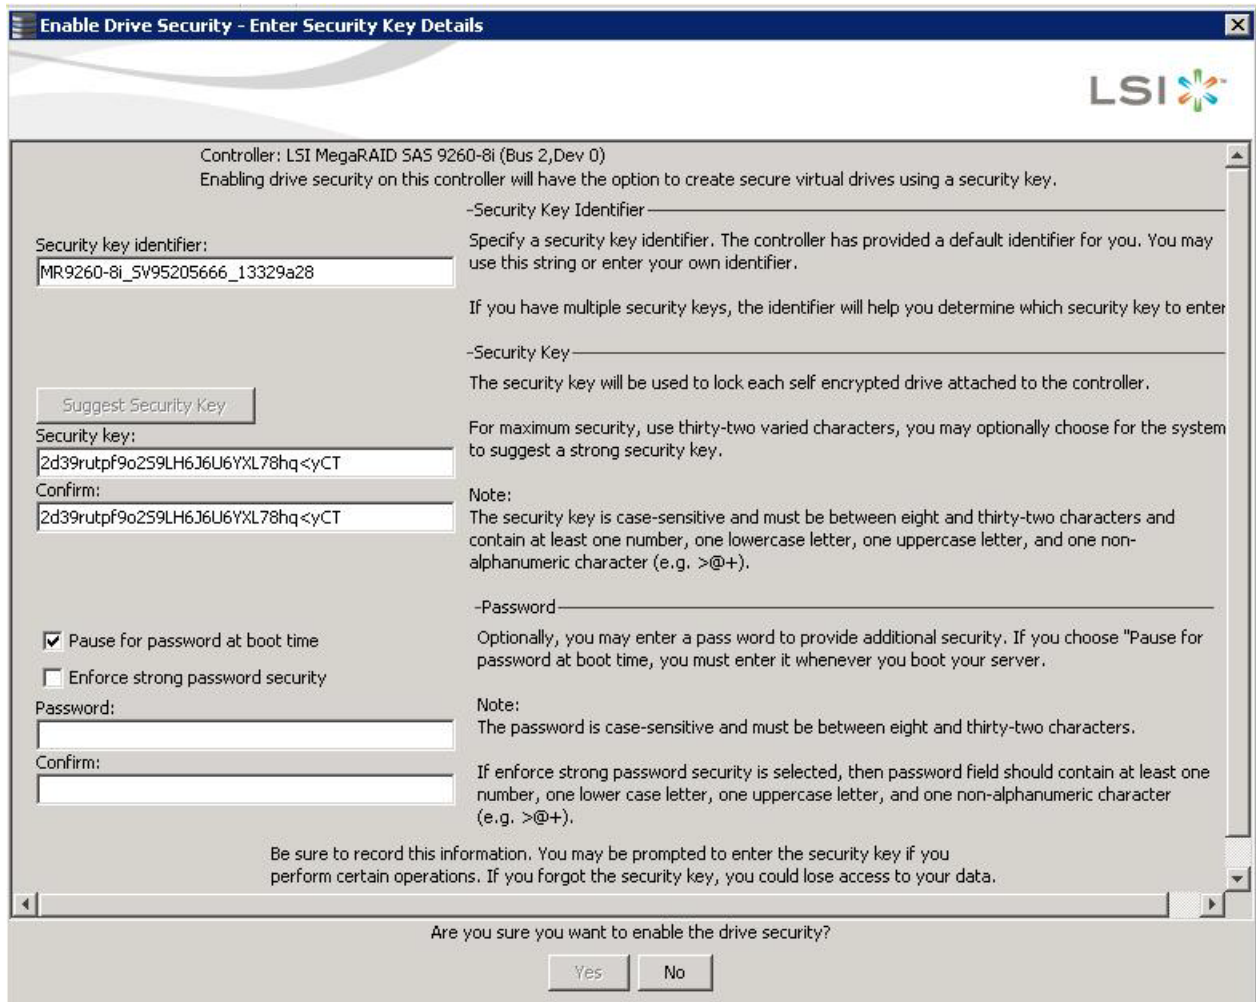 Enable Drive Security - Enter Security Key Details
LSI
Controller: LSI MegaRAID SAS 9260-8i (Bus 2,Dev 0)
Enabling drive security on this controller will have the option to create secure virtual drives using a security key.
Security key identifier:
MR9260-8i_SV95205666_13329a28
Security Key Identifier
Specify a security key identifier. The controller has provided a default identifier for you. You may
use this string or enter your own identifier.
If you have multiple security keys, the identifier will help you determine which security key to enter
Suggest Security Key
Security key:
2d39rutpf9o2S9LH6J6U6YXL78hq<yCT
Confirm:
2d39rutpf9o2S9LH6J6U6YXL78hq<yCT
Security Key
The security key will be used to lock each self encrypted drive attached to the controller.
For maximum security, use thirty-two varied characters, you may optionally choose for the system
to suggest a strong security key.
Note:
The security key is case-sensitive and must be between eight and thirty-two characters and
contain at least one number, one lowercase letter, one uppercase letter, and one non-
alphanumeric character (e.g. >@+).
Pause for password at boot time
Enforce strong password security
Password:
Confirm:
Password
Optionally, you may enter a pass word to provide additional security. If you choose "Pause for
password at boot time, you must enter it whenever you boot your server.
Note:
The password is case-sensitive and must be between eight and thirty-two characters.
If enforce strong password security is selected, then password field should contain at least one
number, one lower case letter, one uppercase letter, and one non-alphanumeric character
(e.g. >@+).
Be sure to record this information. You may be prompted to enter the security key if you
perform certain operations. If you forgot the security key, you could lose access to your data.
Are you sure you want to enable the drive security?
Yes
No